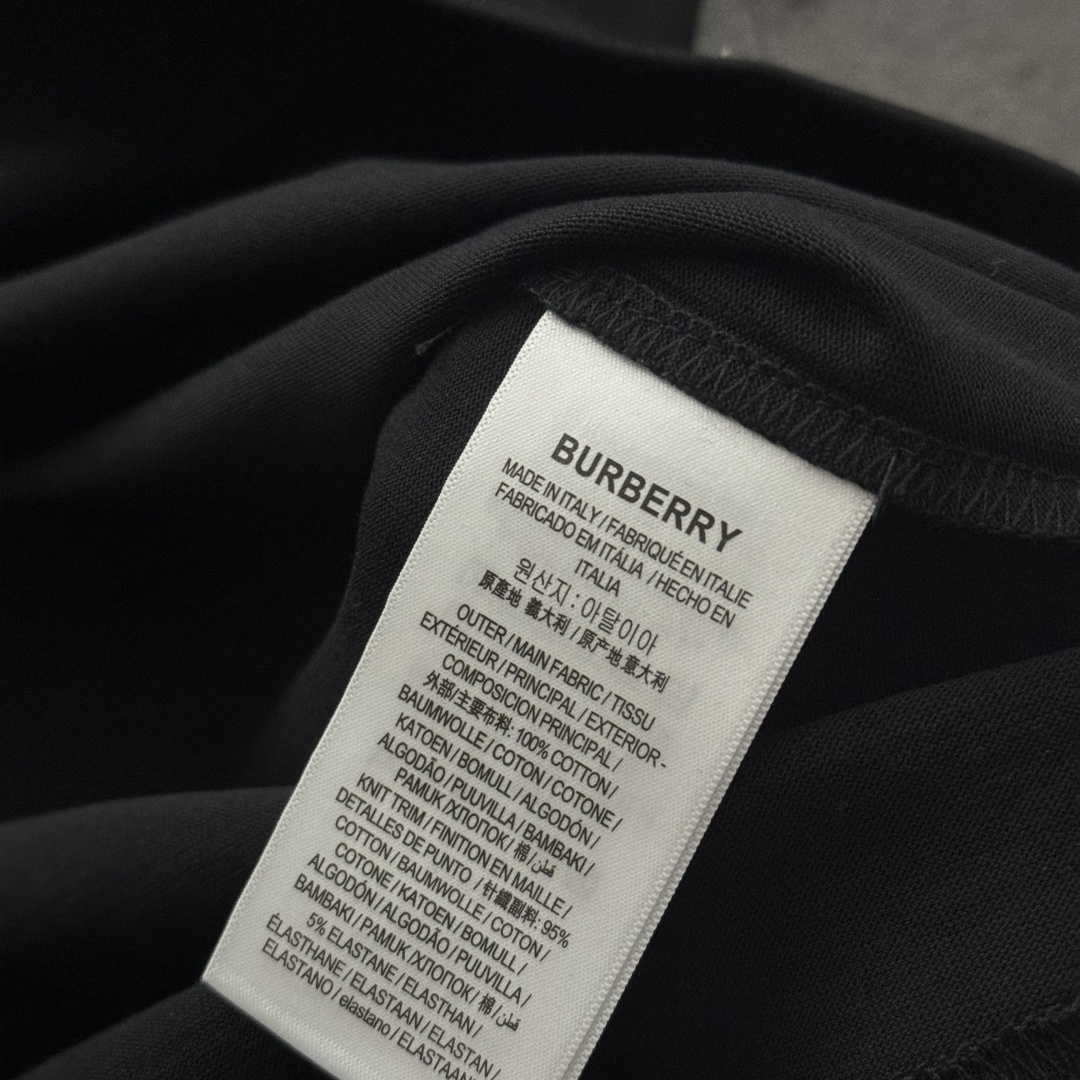 BURBERRY
MADE IN ITALY / FABRIQUÉ EN ITALIE
FABRICADO EM ITÁLIA / HECHO EN
ITALIA
원산지 : 이탈이아
原產地 義大利 / 原产地 意大利
OUTER / MAIN FABRIC / TISSU
EXTÉRIEUR / PRINCIPAL / EXTERIOR-
COMPOSICION PRINCIPAL /
外部/主要布料: 100% COTTON /
BAUMWOLLE / COTON / COTONE /
KATOEN / BOMULL / ALGODÓN /
ALGODÃO / PUUVILLA / BAMBAKI /
PAMUK /ХЛОПОК/ 棉/قطن
KNIT TRIM / FINITION EN MAILLE /
DETALLES DE PUNTO / 针織副料: 95%
COTTON / BAUMWOLLE / COTON /
COTONE / KATOEN / BOMULL /
ALGODÓN / ALGODÃO / PUUVILLA /
BAMBAKI / PAMUK /ХЛОПОК/ 棉/قطن
5% ELASTANE / ELASTHAN /
ÉLASTHANE / ELASTAAN / ELASTAN /
ELASTANO / elastano / ELASTAANI